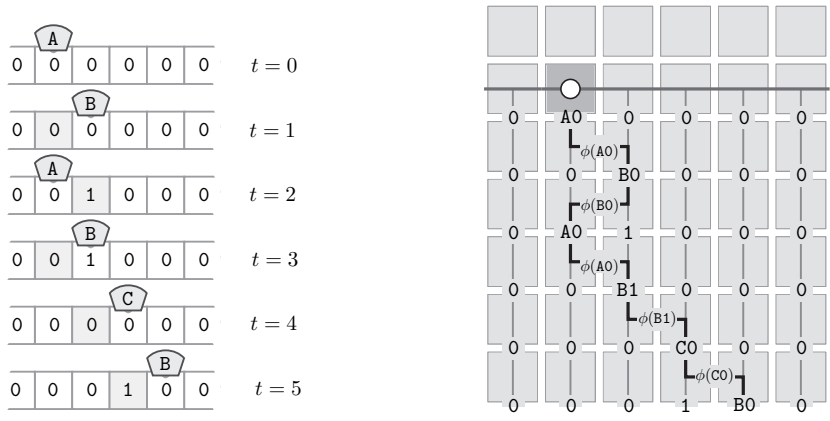 A
0 0 0 0 0 0 t = 0
B
0 0 0 0 0 0 t = 1
A
0 0 1 0 0 0 t = 2
B
0 0 1 0 0 0 t = 3
C
0 0 0 0 0 0 t = 4
B
0 0 0 1 0 0 t = 5
0 A0 0 0 0 0
ϕ(A0)
0 0 B0 0 0 0
ϕ(B0)
0 A0 1 0 0 0
ϕ(A0)
0 0 B1 0 0 0
ϕ(B1)
0 0 0 C0 0 0
ϕ(C0)
0 0 0 1 B0 0